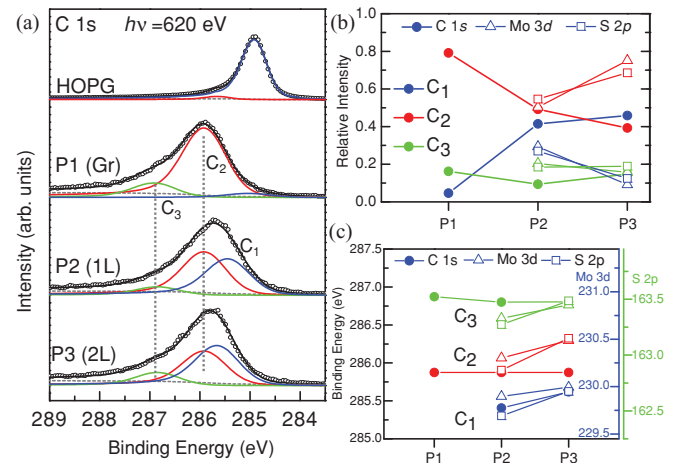 (a)
C 1s hν =620 eV
HOPG
P1 (Gr)
C2
C3
P2 (1L)
C1
P3 (2L)
Intensity (arb. units)
289 288 287 286 285 284
Binding Energy (eV)
(b)
C 1s Mo 3d S 2p
C1
C2
C3
1.0
0.8
0.6
0.4
0.2
0.0
Relative Intensity
P1 P2 P3
(c)
C 1s Mo 3d S 2p
C3
C2
C1
287.5
287.0
286.5
286.0
285.5
285.0
Binding Energy (eV)
P1 P2 P3
Mo 3d
231.0
230.5
230.0
229.5
S 2p
163.5
163.0
162.5